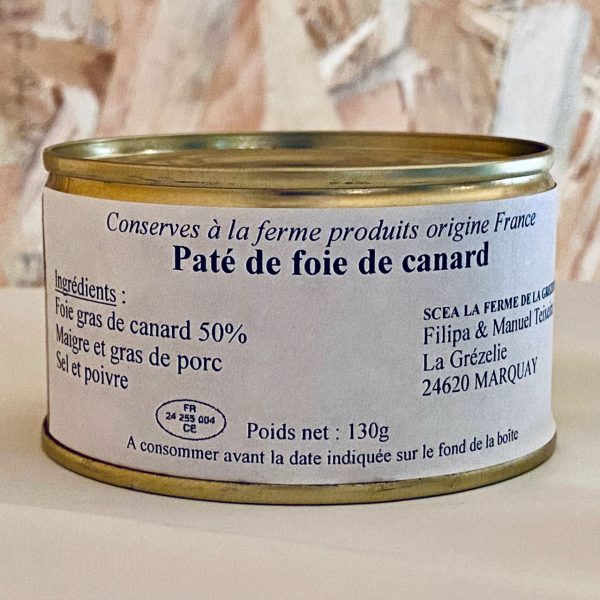 Conserves à la ferme produits origine France
Paté de foie de canard
Ingrédients :
Foie gras de canard 50%
Maigre et gras de porc
Sel et poivre
SCEA LA FERME DE LA
Filipa & Manuel
La Grézelie
24620 MARQUAY
FR
24 255 004
CE
Poids net : 130g
A consommer avant la date indiquée sur le fond de la boîte